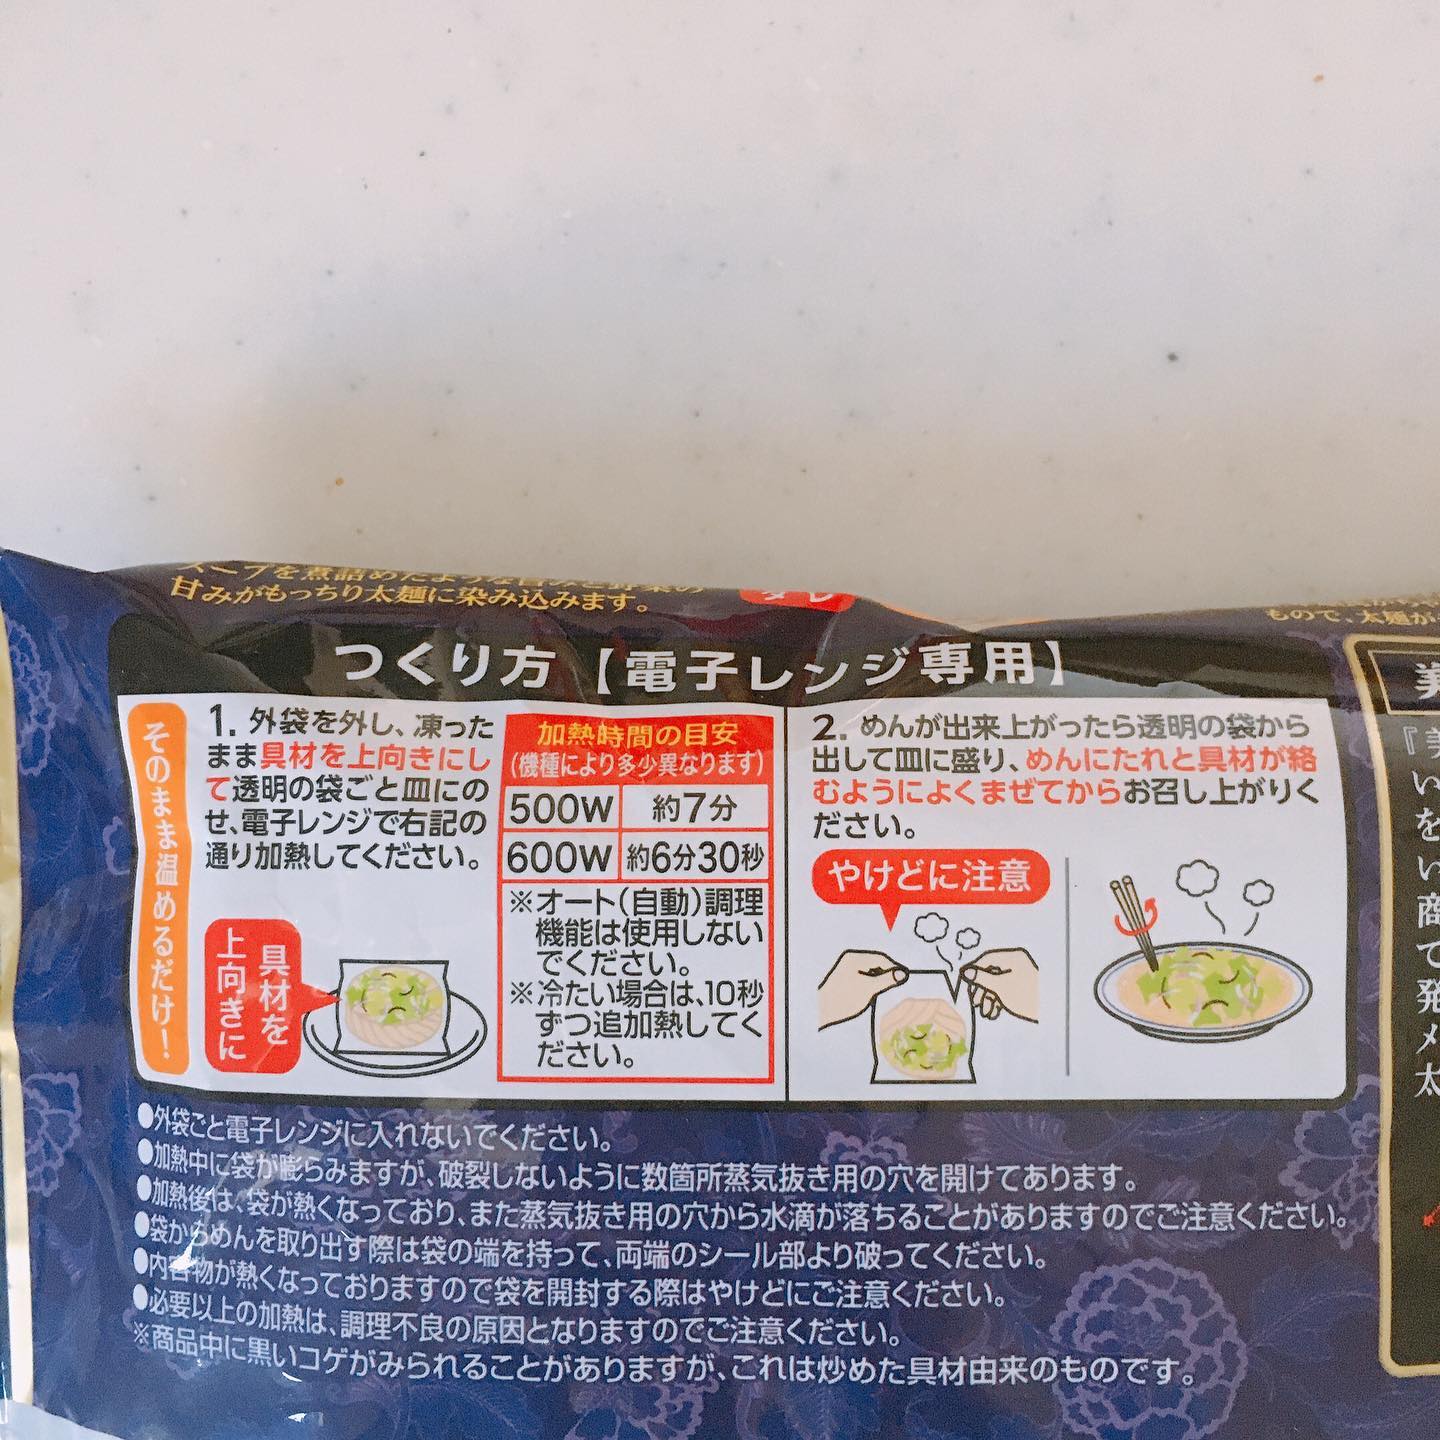 甘みがもっちり太麺に染み込みます。
もので、太麺が
つくり方【電子レンジ専用】
そのまま温めるだけ！
1. 外袋を外し、凍った
まま具材を上向きにし
て透明の袋ごと皿にの
せ、電子レンジで右記の
通り加熱してください。
具材を
上向きに
加熱時間の目安
(機種により多少異なります)
500W 約7分
600W 約6分30秒
※オート(自動)調理
機能は使用しない
でください。
※冷たい場合は、10秒
ずつ追加熱してく
ださい。
2. めんが出来上がったら透明の袋から
出して皿に盛り、めんにたれと具材が絡
むようによくまぜてからお召し上がりく
ださい。
やけどに注意
●外袋ごと電子レンジに入れないでください。
●加熱中に袋が膨らみますが、破裂しないように数箇所蒸気抜き用の穴を開けてあります。
●加熱後は、袋が熱くなっており、また蒸気抜き用の穴から水滴が落ちることがありますのでご注意ください。
●袋からめんを取り出す際は袋の端を持って、両端のシール部より破ってください。
●内容物が熱くなっておりますので袋を開封する際はやけどにご注意ください。
●必要以上の加熱は、調理不良の原因となりますのでご注意ください。
※商品中に黒いコゲがみられることがありますが、これは炒めた具材由来のものです。